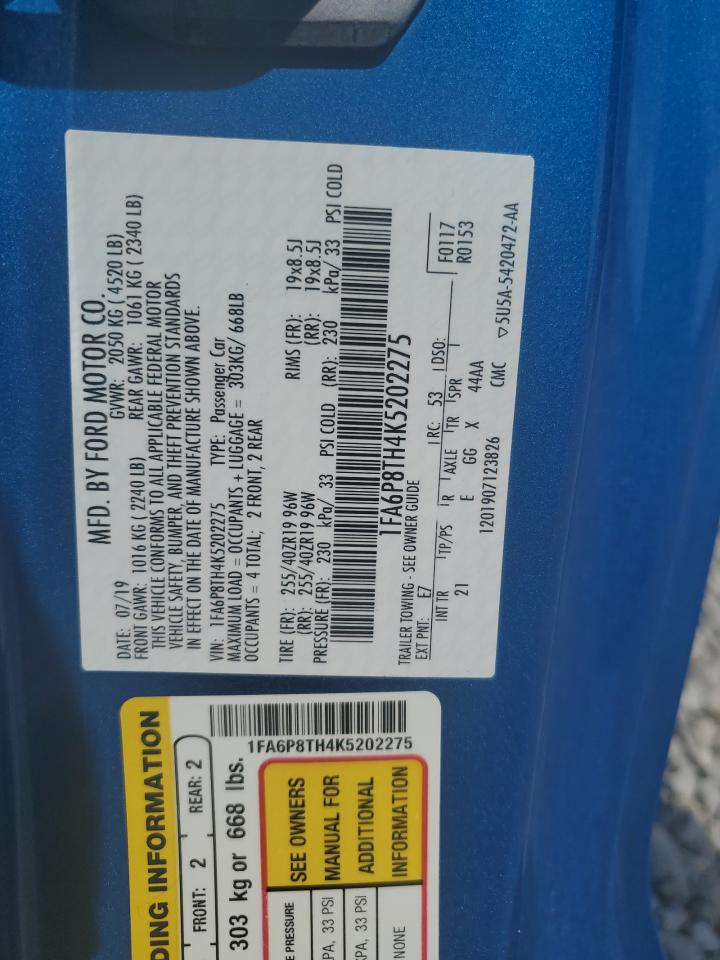 MFD. BY FORD MOTOR CO.
DATE: 07/19 GVWR: 2050 KG ( 4520 LB)
FRONT GAWR: 1016 KG ( 2240 LB) REAR GAWR: 1061 KG ( 2340 LB)
THIS VEHICLE CONFORMS TO ALL APPLICABLE FEDERAL MOTOR
VEHICLE SAFETY, BUMPER, AND THEFT PREVENTION STANDARDS
IN EFFECT ON THE DATE OF MANUFACTURE SHOWN ABOVE.
VIN: 1FA6P8TH4K5202275 TYPE: Passenger Car
MAXIMUM LOAD = OCCUPANTS + LUGGAGE = 303KG/ 668LB
OCCUPANTS = 4 TOTAL; 2 FRONT, 2 REAR
TIRE (FR): 255/40ZR19 96W RIMS (FR): 19x8.5J
(RR): 255/40ZR19 96W (RR): 19x8.5J
PRESSURE (FR): 230 kPa/ 33 PSI COLD (RR): 230 kPa/ 33 PSI COLD
1FA6P8TH4K5202275
TRAILER TOWING - SEE OWNER GUIDE
EXT PNT: E7 RC: 53 DSO: F0117
R0153
INT TR TP/PS R AXLE TR SPR
21 E GG X 44AA
1201907123826 CMC ▽5U5A-5420472-AA
DING INFORMATION
FRONT: 2 REAR: 2
303 kg or 668 lbs.
1FA6P8TH4K5202275
E PRESSURE
PA, 33 PSI
PA, 33 PSI
NONE
SEE OWNERS
MANUAL FOR
ADDITIONAL
INFORMATION